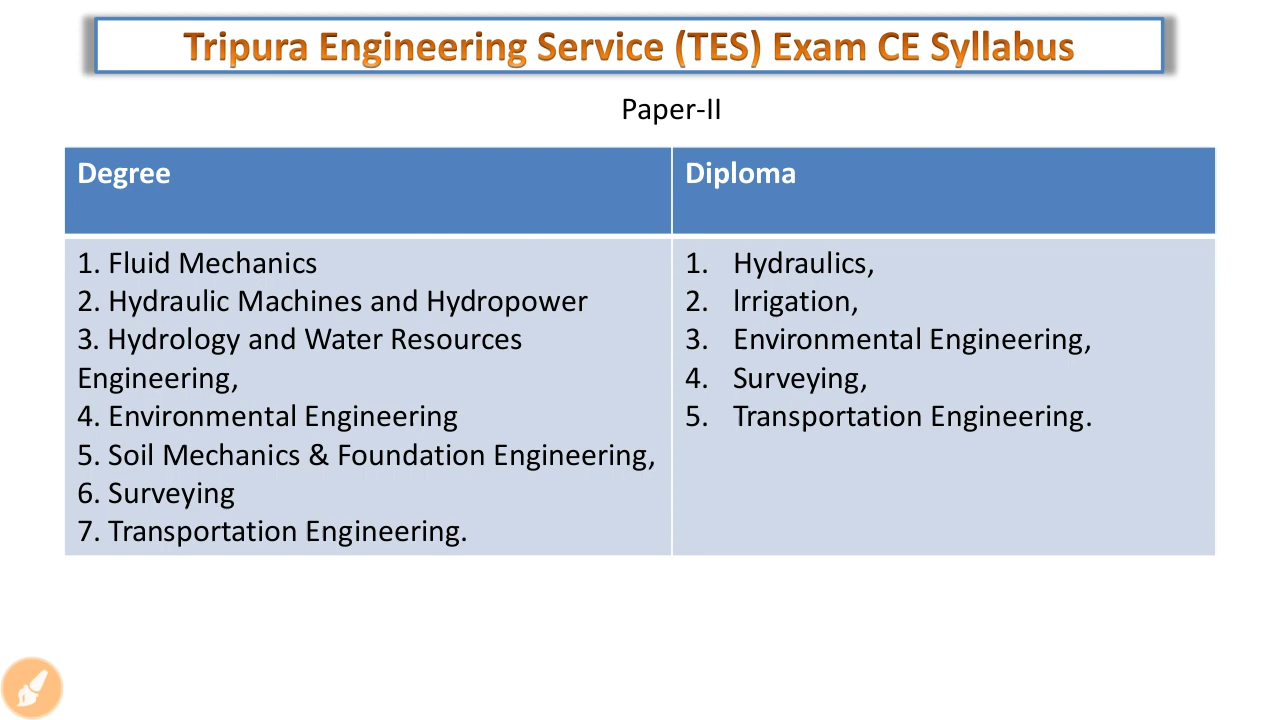 Tripura Engineering Service (TES) Exam CE Syllabus
Paper-II
Degree
1. Fluid Mechanics
2. Hydraulic Machines and Hydropower
3. Hydrology and Water Resources
Engineering,
4. Environmental Engineering
5. Soil Mechanics & Foundation Engineering,
6. Surveying
7. Transportation Engineering.
Diploma
1. Hydraulics,
2. lrrigation,
3. Environmental Engineering,
4. Surveying,
5. Transportation Engineering.